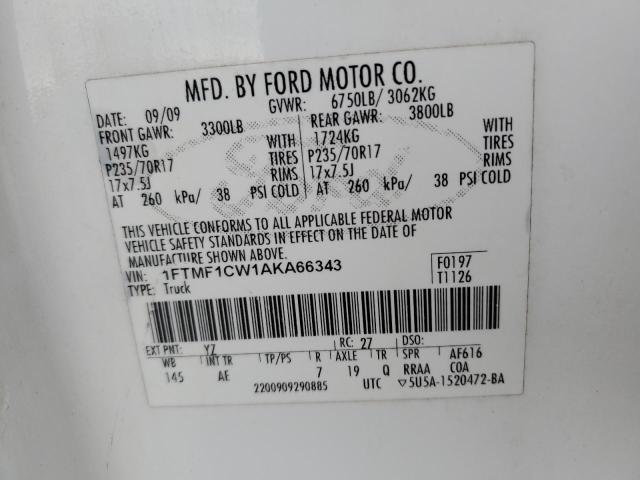 MFD. BY FORD MOTOR CO.
DATE: 09/09 GVWR: 6750LB/ 3062KG
FRONT GAWR: 3300LB REAR GAWR: 3800LB
1497KG WITH 1724KG WITH
P235/70R17 TIRES P235/70R17 TIRES
17x7.5J RIMS 17x7.5J RIMS
AT 260 kPa/ 38 PSI COLD AT 260 kPa/ 38 PSI COLD
THIS VEHICLE CONFORMS TO ALL APPLICABLE FEDERAL MOTOR
VEHICLE SAFETY STANDARDS IN EFFECT ON THE DATE OF
MANUFACTURE SHOWN ABOVE.
VIN: 1FTMF1CW1AKA66343 F0197
TYPE: Truck T1126
EXT PNT: YZ RC: 27 DSO:
WB INT TR TP/PS R AXLE TR SPR AF616
145 AE 7 19 Q RRAA COA
2200909290885 UTC ▽5U5A-1520472-BA